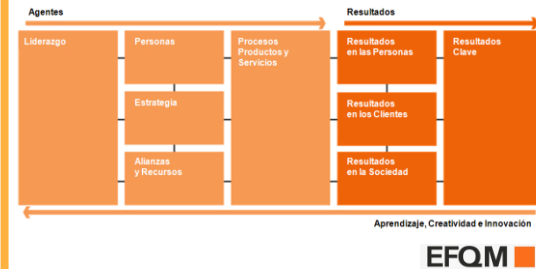 Agentes
Resultados
Liderazgo
Personas
Procesos
Productos y
Servicios
Resultados
en las Personas
Resultados
Clave
Estrategia
Resultados
en los Clientes
Alianzas
y Recursos
Resultados
en la Sociedad
Aprendizaje, Creatividad e Innovación
EFQM